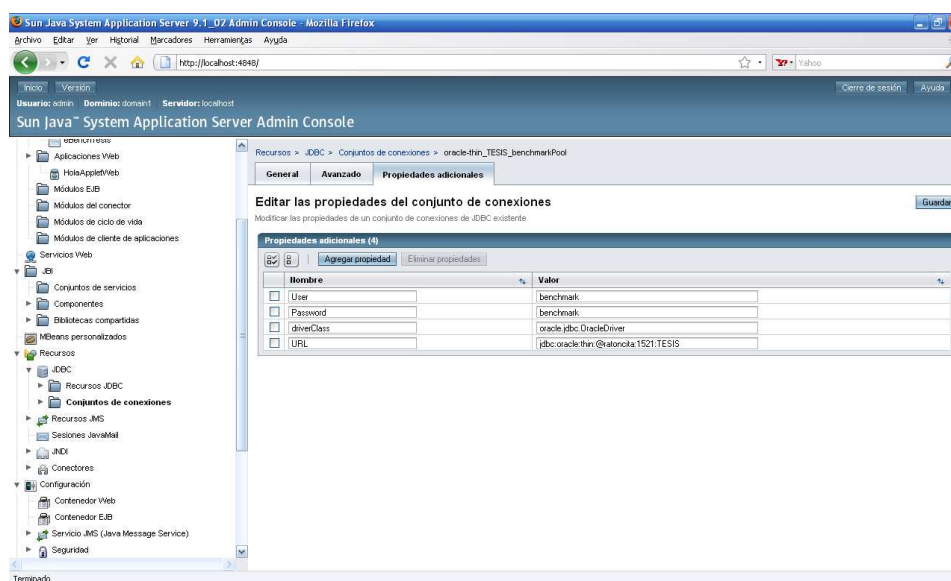 Sun Java System Application Server 9.1_02 Admin Console - Mozilla Firefox
Archivo Editar Ver Historial Marcadores Herramientas Ayuda
http://localhost:4848/
Yahoo
Inicio Versión Cierre de sesión Ayuda
Usuario: admin Dominio: domain1 Servidor: localhost
Sun Java™ System Application Server Admin Console
eBenchTesis
Aplicaciones Web
HolaAppletWeb
Módulos EJB
Módulos del conector
Módulos de ciclo de vida
Módulos de cliente de aplicaciones
Servicios Web
JBI
Conjuntos de servicios
Componentes
Bibliotecas compartidas
MBeans personalizados
Recursos
JDBC
Recursos JDBC
Conjuntos de conexiones
Recursos JMS
Sesiones JavaMail
JNDI
Conectores
Configuración
Contenedor Web
Contenedor EJB
Servicio JMS (Java Message Service)
Seguridad
Recursos > JDBC > Conjuntos de conexiones > oracle-thin_TESIS_benchmarkPool
General Avanzado Propiedades adicionales
Editar las propiedades del conjunto de conexiones
Guardar
Modificar las propiedades de un conjunto de conexiones de JDBC existente
Propiedades adicionales (4)
Agregar propiedad Eliminar propiedades
Nombre Valor
User benchmark
Password benchmark
driverClass oracle.jdbc.OracleDriver
URL jdbc:oracle:thin:@ratoncita:1521:TESIS
Terminado